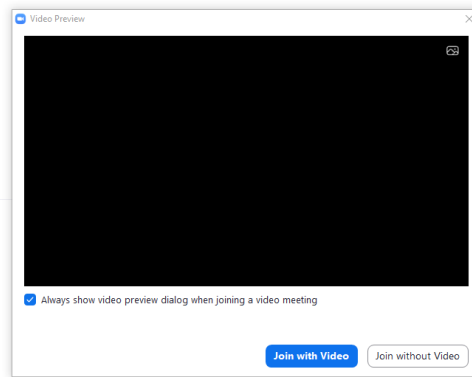 Video Preview
Always show video preview dialog when joining a video meeting
Join with Video
Join without Video